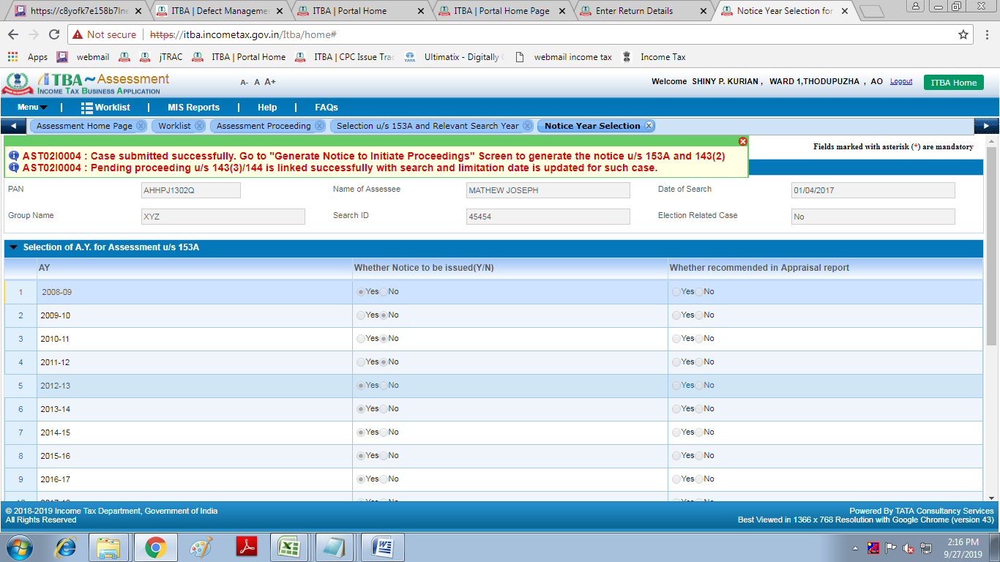 https://c8yofk7e158b7lne
ITBA | Defect Managemen
ITBA | Portal Home
ITBA | Portal Home Page
Enter Return Details
Notice Year Selection for
Not secure | https://itba.incometax.gov.in/Itba/home#
Apps webmail jTRAC ITBA | Portal Home ITBA | CPC Issue Trac Ultimatix - Digitally C webmail income tax Income Tax
ITBA ~ Assessment
INCOME TAX BUSINESS APPLICATION
A- A A+
Welcome SHINY P. KURIAN , WARD 1,THODUPUZHA , AO Logout ITBA Home
Menu | Worklist | MIS Reports | Help | FAQs
Assessment Home Page Worklist Assessment Proceeding Selection u/s 153A and Relevant Search Year Notice Year Selection
Fields marked with asterisk (*) are mandatory
AST02I0004 : Case submitted successfully. Go to "Generate Notice to Initiate Proceedings" Screen to generate the notice u/s 153A and 143(2)
AST02I0004 : Pending proceeding u/s 143(3)/144 is linked successfully with search and limitation date is updated for such case.
PAN AHHPJ1302Q Name of Assessee MATHEW JOSEPH Date of Search 01/04/2017
Group Name XYZ Search ID 45454 Election Related Case No
Selection of A.Y. for Assessment u/s 153A
AY Whether Notice to be issued(Y/N) Whether recommended in Appraisal report
1 2008-09 Yes No Yes No
2 2009-10 Yes No Yes No
3 2010-11 Yes No Yes No
4 2011-12 Yes No Yes No
5 2012-13 Yes No Yes No
6 2013-14 Yes No Yes No
7 2014-15 Yes No Yes No
8 2015-16 Yes No Yes No
9 2016-17 Yes No Yes No
© 2018-2019 Income Tax Department, Government of India
All Rights Reserved
Powered By TATA Consultancy Services
Best Viewed in 1366 x 768 Resolution with Google Chrome (version 43)
2:16 PM
9/27/2019